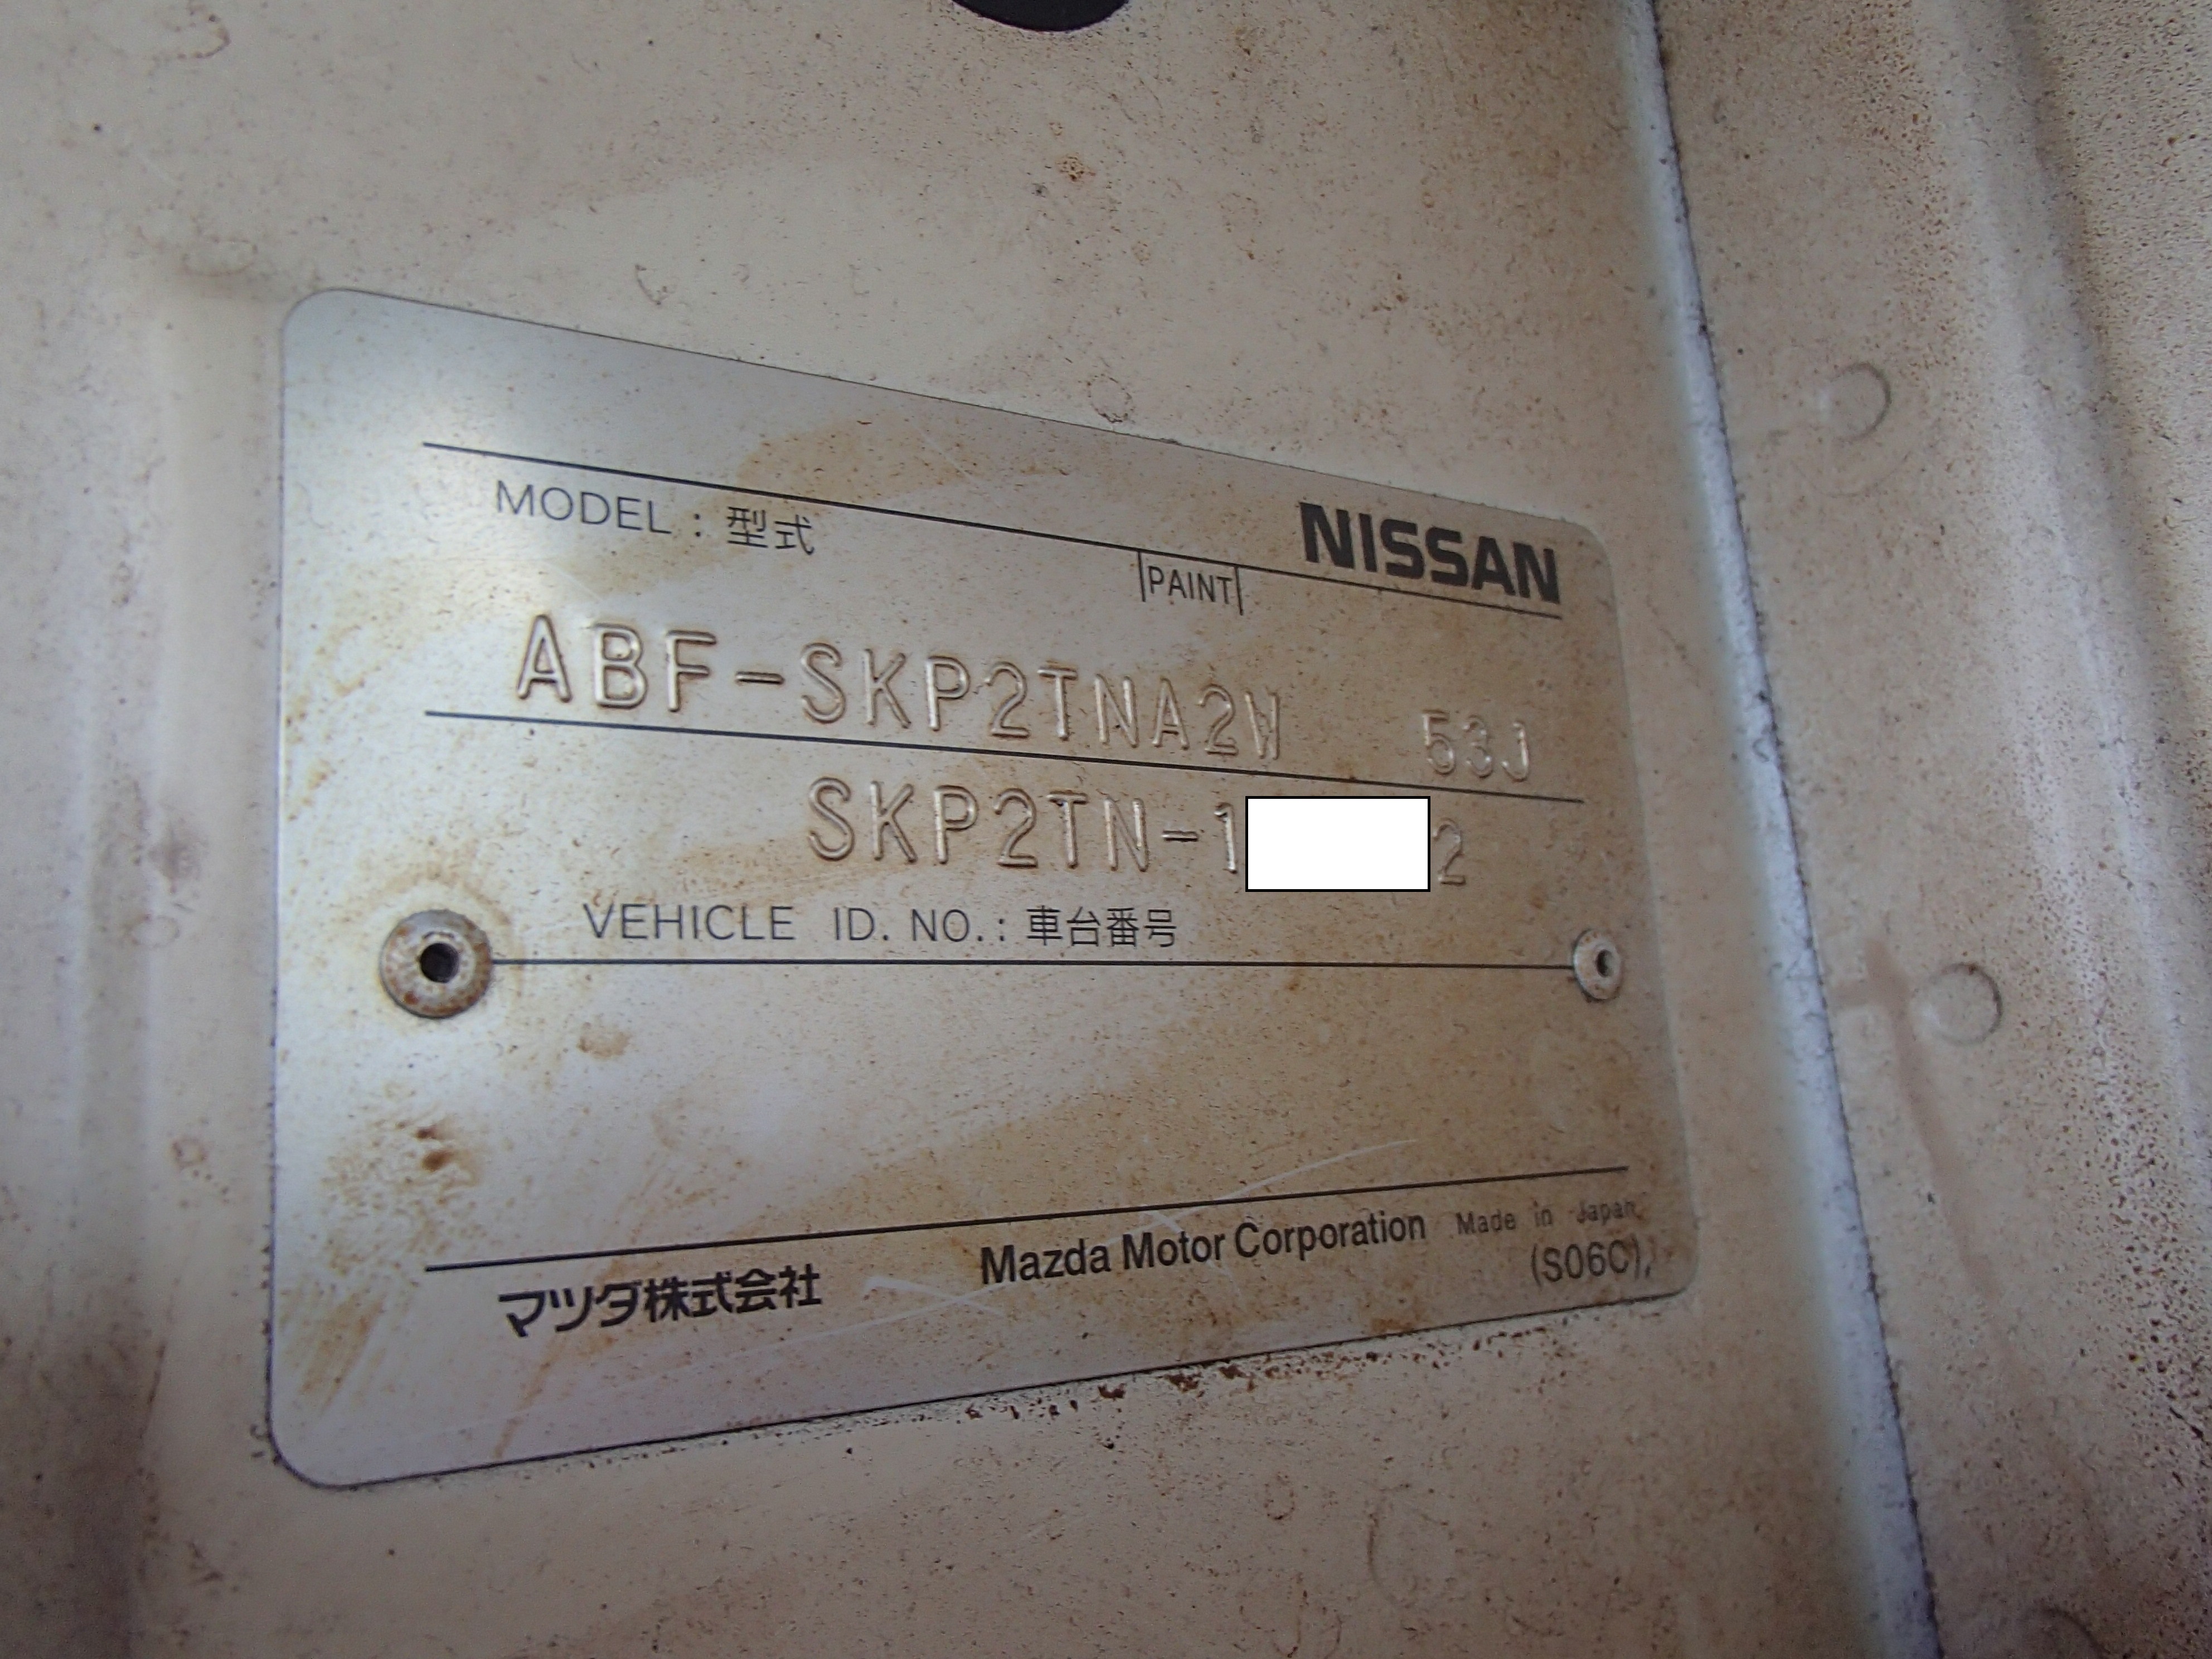 NISSAN
MODEL : 型式
PAINT
ABF-SKP2TNA2W 53J
SKP2TN-1 2
VEHICLE ID. NO. : 車台番号
マツダ株式会社 Mazda Motor Corporation Made in Japan
(S06C)